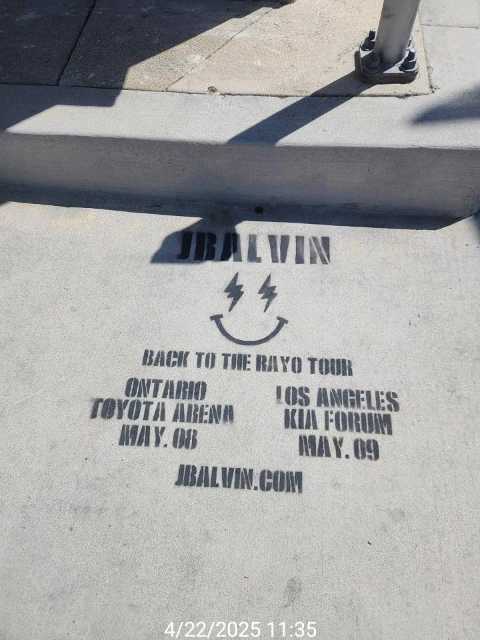 JBALVIN
BACK TO THE RAYO TOUR
ONTARIO
TOYOTA ARENA
MAY. 08
LOS ANGELES
KIA FORUM
MAY. 09
JBALVIN.COM
4/22/2025 11:35